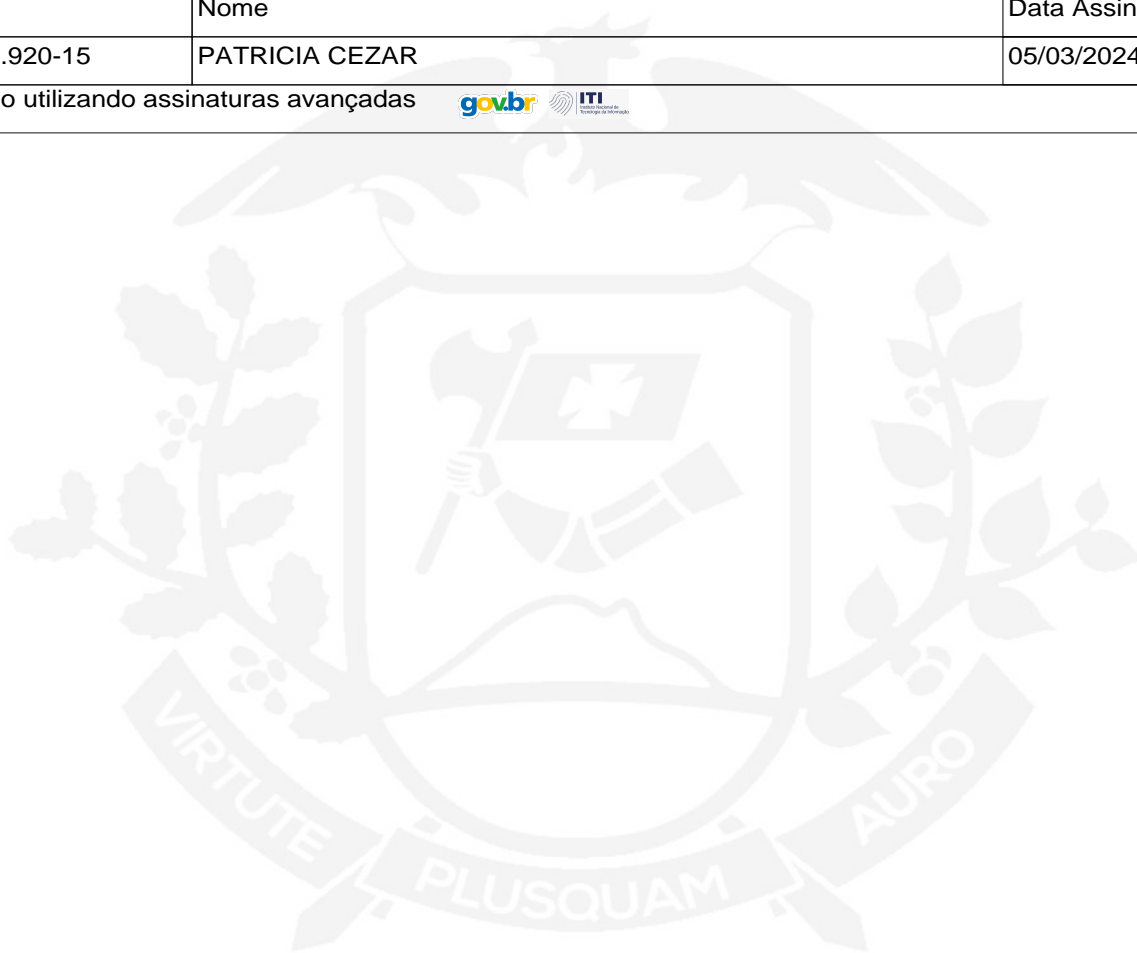 Nome Data Assin
.920-15 PATRICIA CEZAR 05/03/2024
o utilizando assinaturas avançadas gov.br ITI
VIRTUTE PLUSQUAM AURO